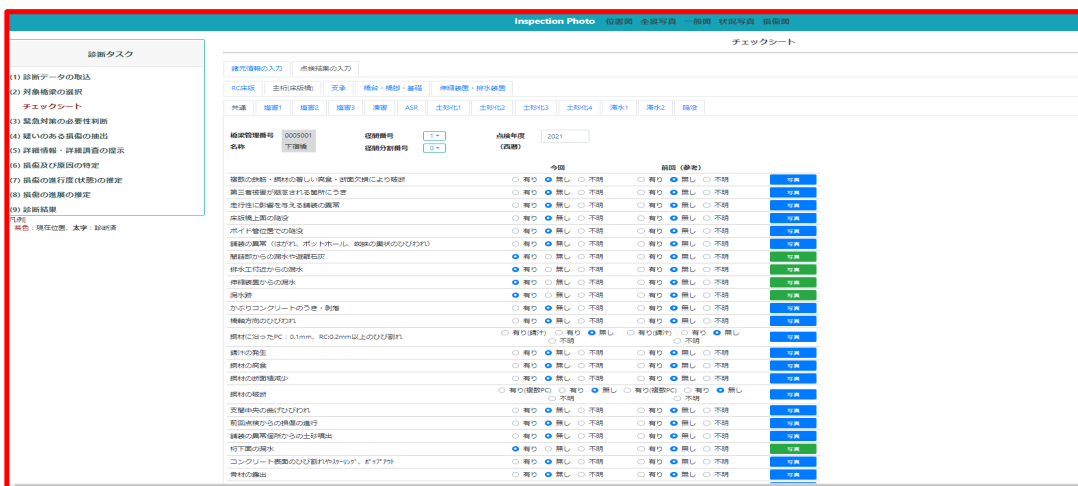 Inspection Photo 位置図 全景写真 一般図 状況写真 損傷図
チェックシート
診断タスク
(1) 診断データの取込
(2) 対象橋梁の選択
チェックシート
(3) 緊急対策の必要性判断
(4) 疑いのある損傷の抽出
(5) 詳細情報・詳細調査の提示
(6) 損傷及び原因の特定
(7) 損傷の進行度(状態)の推定
(8) 損傷の進展の推定
(9) 診断結果
凡例
茶色：現在位置、太字：診断済
諸元情報の入力 点検結果の入力
RC床版 主桁(床版橋) 支承 橋台・橋脚・基礎 伸縮装置・排水装置
共通 塩害1 塩害2 塩害3 凍害 ASR 土砂化1 土砂化2 土砂化3 土砂化4 滞水1 滞水2 陥没
橋梁管理番号 0005001 径間番号 1 点検年度 2021
名称 下宿橋 径間分割番号 0 (西暦)
今回 前回（参考）
複数の鉄筋・鋼材の著しい腐食・断面欠損により破断 有り 無し 不明 有り 無し 不明 写真
第三者被害が懸念される箇所にうき 有り 無し 不明 有り 無し 不明 写真
走行性に影響を与える舗装の異常 有り 無し 不明 有り 無し 不明 写真
床版橋上面の陥没 有り 無し 不明 有り 無し 不明 写真
ボイド管位置での陥没 有り 無し 不明 有り 無し 不明 写真
舗装の異常（はがれ、ポットホール、蜘蛛の巣状のひびわれ） 有り 無し 不明 有り 無し 不明 写真
間詰部からの漏水や遊離石灰 有り 無し 不明 有り 無し 不明 写真
排水工付近からの漏水 有り 無し 不明 有り 無し 不明 写真
伸縮装置からの漏水 有り 無し 不明 有り 無し 不明 写真
漏水跡 有り 無し 不明 有り 無し 不明 写真
かぶりコンクリートのうき・剥落 有り 無し 不明 有り 無し 不明 写真
橋軸方向のひびわれ 有り 無し 不明 有り 無し 不明 写真
鋼材に沿ったPC：0.1mm、RC:0.2mm以上のひび割れ 有り(錆汁) 有り 無し 不明 有り(錆汁) 有り 無し 不明 写真
錆汁の発生 有り 無し 不明 有り 無し 不明 写真
鋼材の腐食 有り 無し 不明 有り 無し 不明 写真
鋼材の断面積減少 有り 無し 不明 有り 無し 不明 写真
鋼材の破断 有り(複数PC) 有り 無し 不明 有り(複数PC) 有り 無し 不明 写真
支間中央の曲げひびわれ 有り 無し 不明 有り 無し 不明 写真
前回点検からの損傷の進行 有り 無し 不明 有り 無し 不明 写真
舗装の異常個所からの土砂噴出 有り 無し 不明 有り 無し 不明 写真
桁下面の漏水 有り 無し 不明 有り 無し 不明 写真
コンクリート表面のひび割れやスケーリング、ポップアウト 有り 無し 不明 有り 無し 不明 写真
骨材の露出 有り 無し 不明 有り 無し 不明 写真